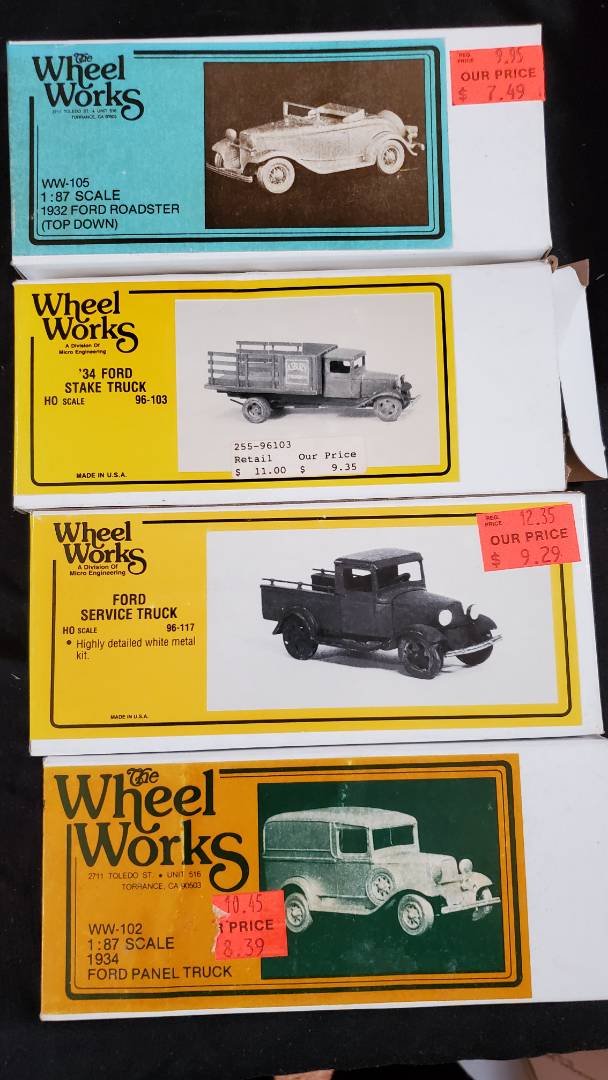 The
Wheel
Works
2711 TOLEDO ST. • UNIT 516
TORRANCE, CA 90503
WW-105
1:87 SCALE
1932 FORD ROADSTER
(TOP DOWN)
REG. PRICE 9.95
OUR PRICE
$ 7.49
Wheel
Works
A Division Of
Micro Engineering
'34 FORD
STAKE TRUCK
HO SCALE 96-103
MADE IN U.S.A.
255-96103
Retail Our Price
$ 11.00 $ 9.35
Wheel
Works
A Division Of
Micro Engineering
FORD
SERVICE TRUCK
HO SCALE 96-117
• Highly detailed white metal
kit.
MADE IN U.S.A.
REG. PRICE 12.35
OUR PRICE
$ 9.29
The
Wheel
Works
2711 TOLEDO ST. • UNIT 516
TORRANCE, CA 90503
WW-102
1:87 SCALE
1934
FORD PANEL TRUCK
10.45
R PRICE
8.39